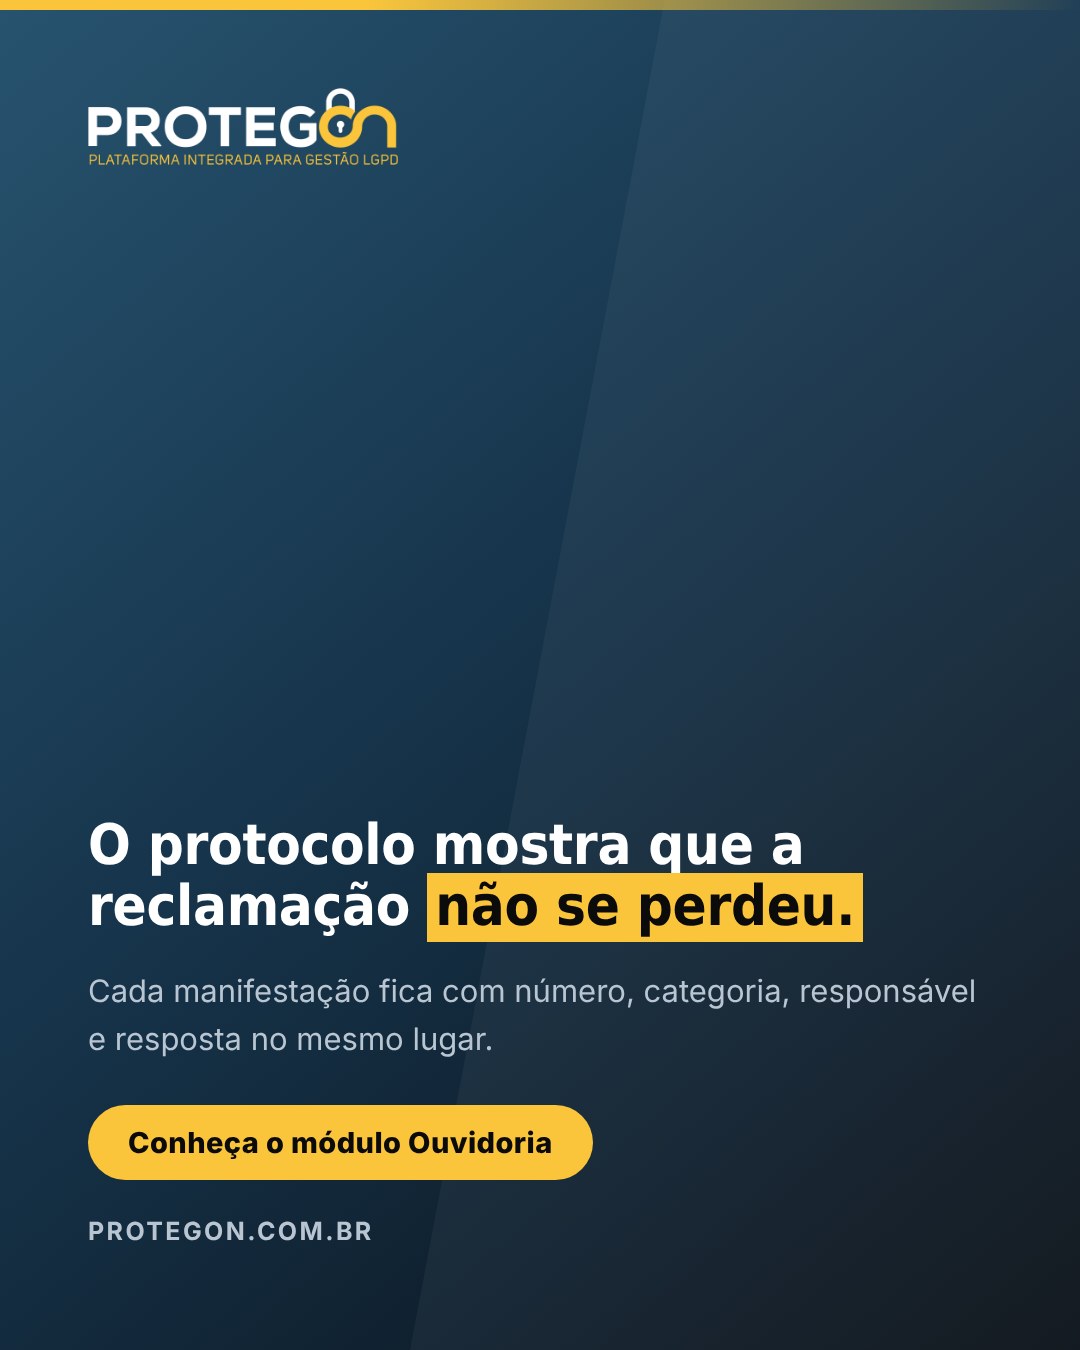 PROTEGON
PLATAFORMA INTEGRADA PARA GESTÃO LGPD
O protocolo mostra que a
reclamação não se perdeu.
Cada manifestação fica com número, categoria, responsável
e resposta no mesmo lugar.
Conheça o módulo Ouvidoria
PROTEGON.COM.BR